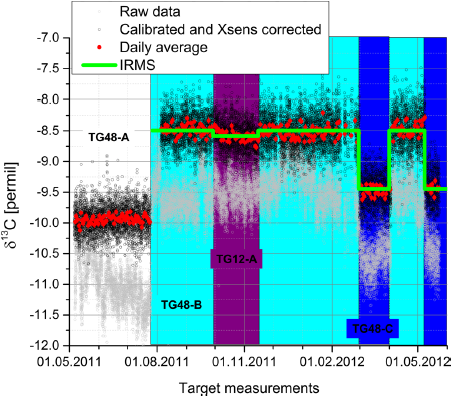 Raw data
Calibrated and Xsens corrected
Daily average
IRMS
-7.0
-7.5
-8.0
-8.5
-9.0
-9.5
-10.0
-10.5
-11.0
-11.5
-12.0
δ¹³C [permil]
TG48-A
TG12-A
TG48-B
TG48-C
01.05.2011 01.08.2011 01.11.2011 01.02.2012 01.05.2012
Target measurements